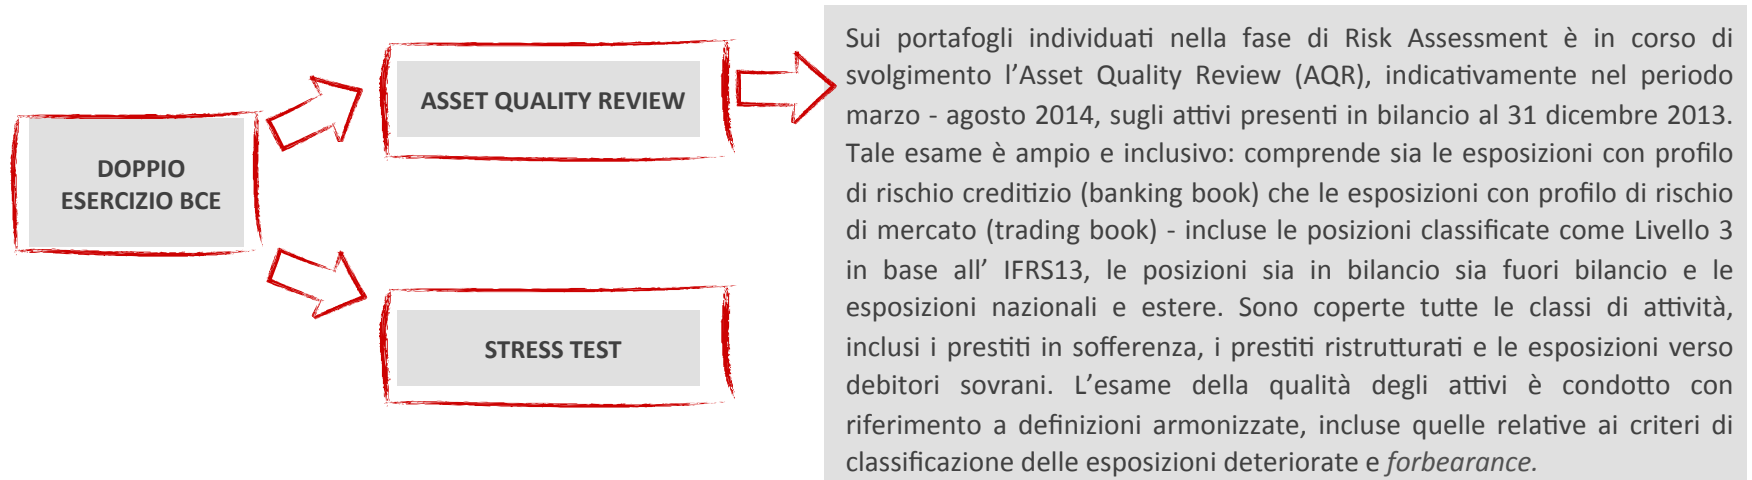 DOPPIO
ESERCIZIO BCE
ASSET QUALITY REVIEW
STRESS TEST
Sui portafogli individuati nella fase di Risk Assessment è in corso di
svolgimento l’Asset Quality Review (AQR), indicativamente nel periodo
marzo - agosto 2014, sugli attivi presenti in bilancio al 31 dicembre 2013.
Tale esame è ampio e inclusivo: comprende sia le esposizioni con profilo
di rischio creditizio (banking book) che le esposizioni con profilo di rischio
di mercato (trading book) - incluse le posizioni classificate come Livello 3
in base all’ IFRS13, le posizioni sia in bilancio sia fuori bilancio e le
esposizioni nazionali e estere. Sono coperte tutte le classi di attività,
inclusi i prestiti in sofferenza, i prestiti ristrutturati e le esposizioni verso
debitori sovrani. L’esame della qualità degli attivi è condotto con
riferimento a definizioni armonizzate, incluse quelle relative ai criteri di
classificazione delle esposizioni deteriorate e forbearance.